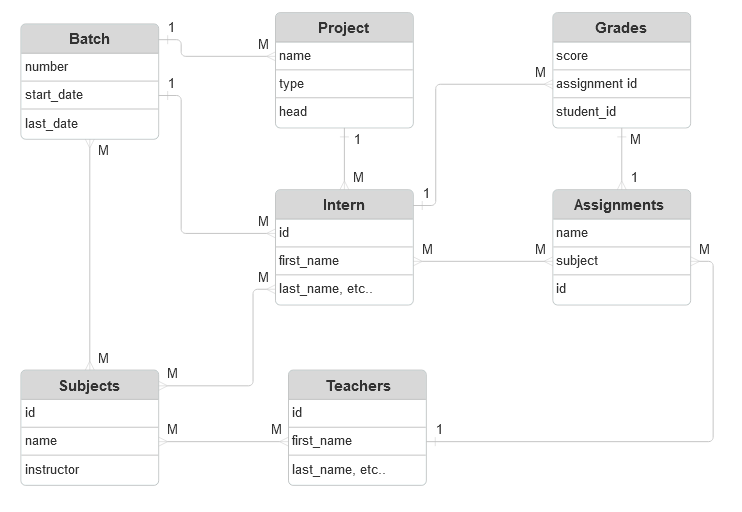 Batch
number
start_date
last_date
1
1
M
M
Project
name
type
head
1
M
M
Grades
score
assignment id
student_id
M
M
1
Intern
id
first_name
last_name, etc..
1
M
M
M
Assignments
name
subject
id
M
M
Subjects
id
name
instructor
M
M
M
Teachers
id
first_name
last_name, etc..
1